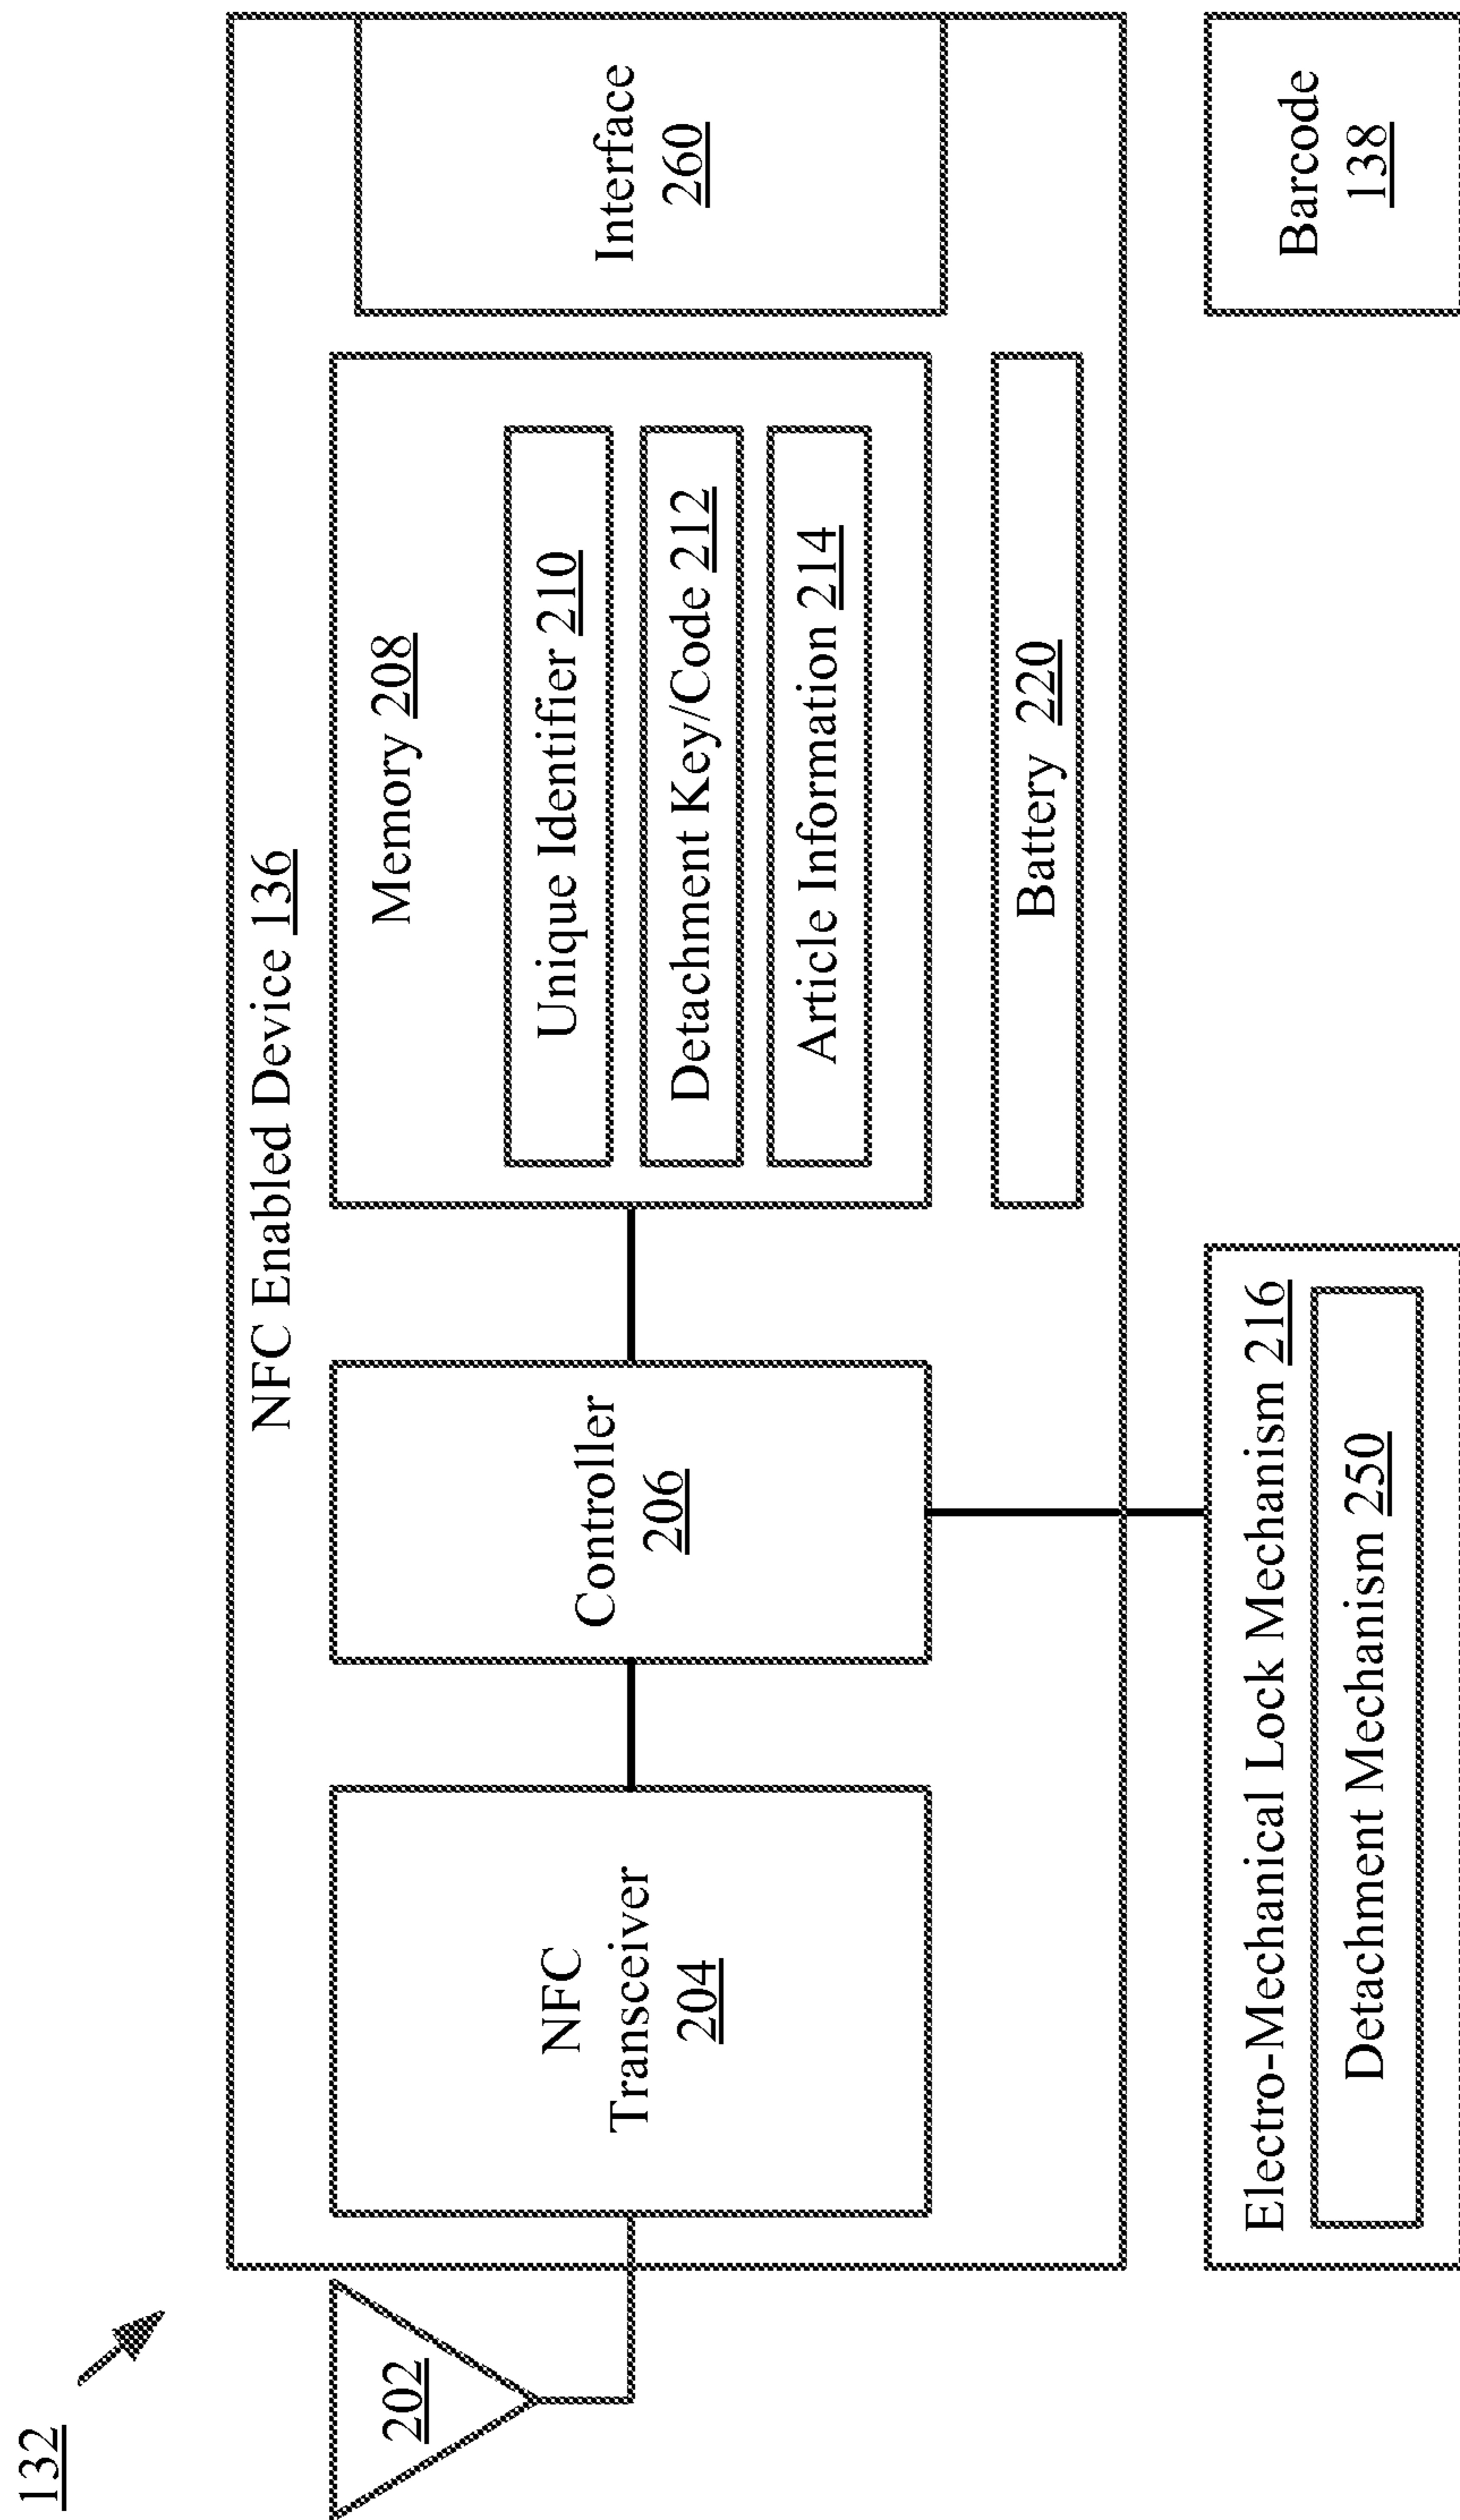 132
202
NFC Enabled Device 136
NFC
Transceiver
204
Controller
206
Memory 208
Unique Identifier 210
Detachment Key/Code 212
Article Information 214
Battery 220
Interface
260
Electro-Mechanical Lock Mechanism 216
Detachment Mechanism 250
Barcode
138